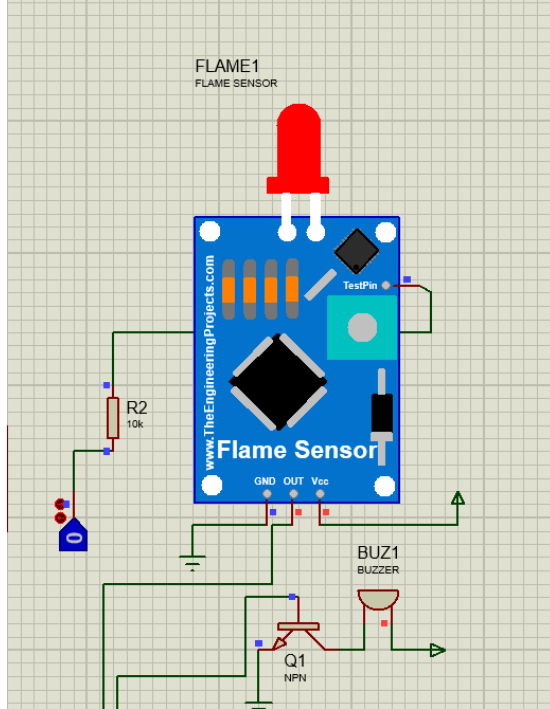 FLAME1
FLAME SENSOR
www.TheEngineeringProjects.com
TestPin
R2
10k
Flame Sensor
GND OUT Vcc
0
BUZ1
BUZZER
Q1
NPN